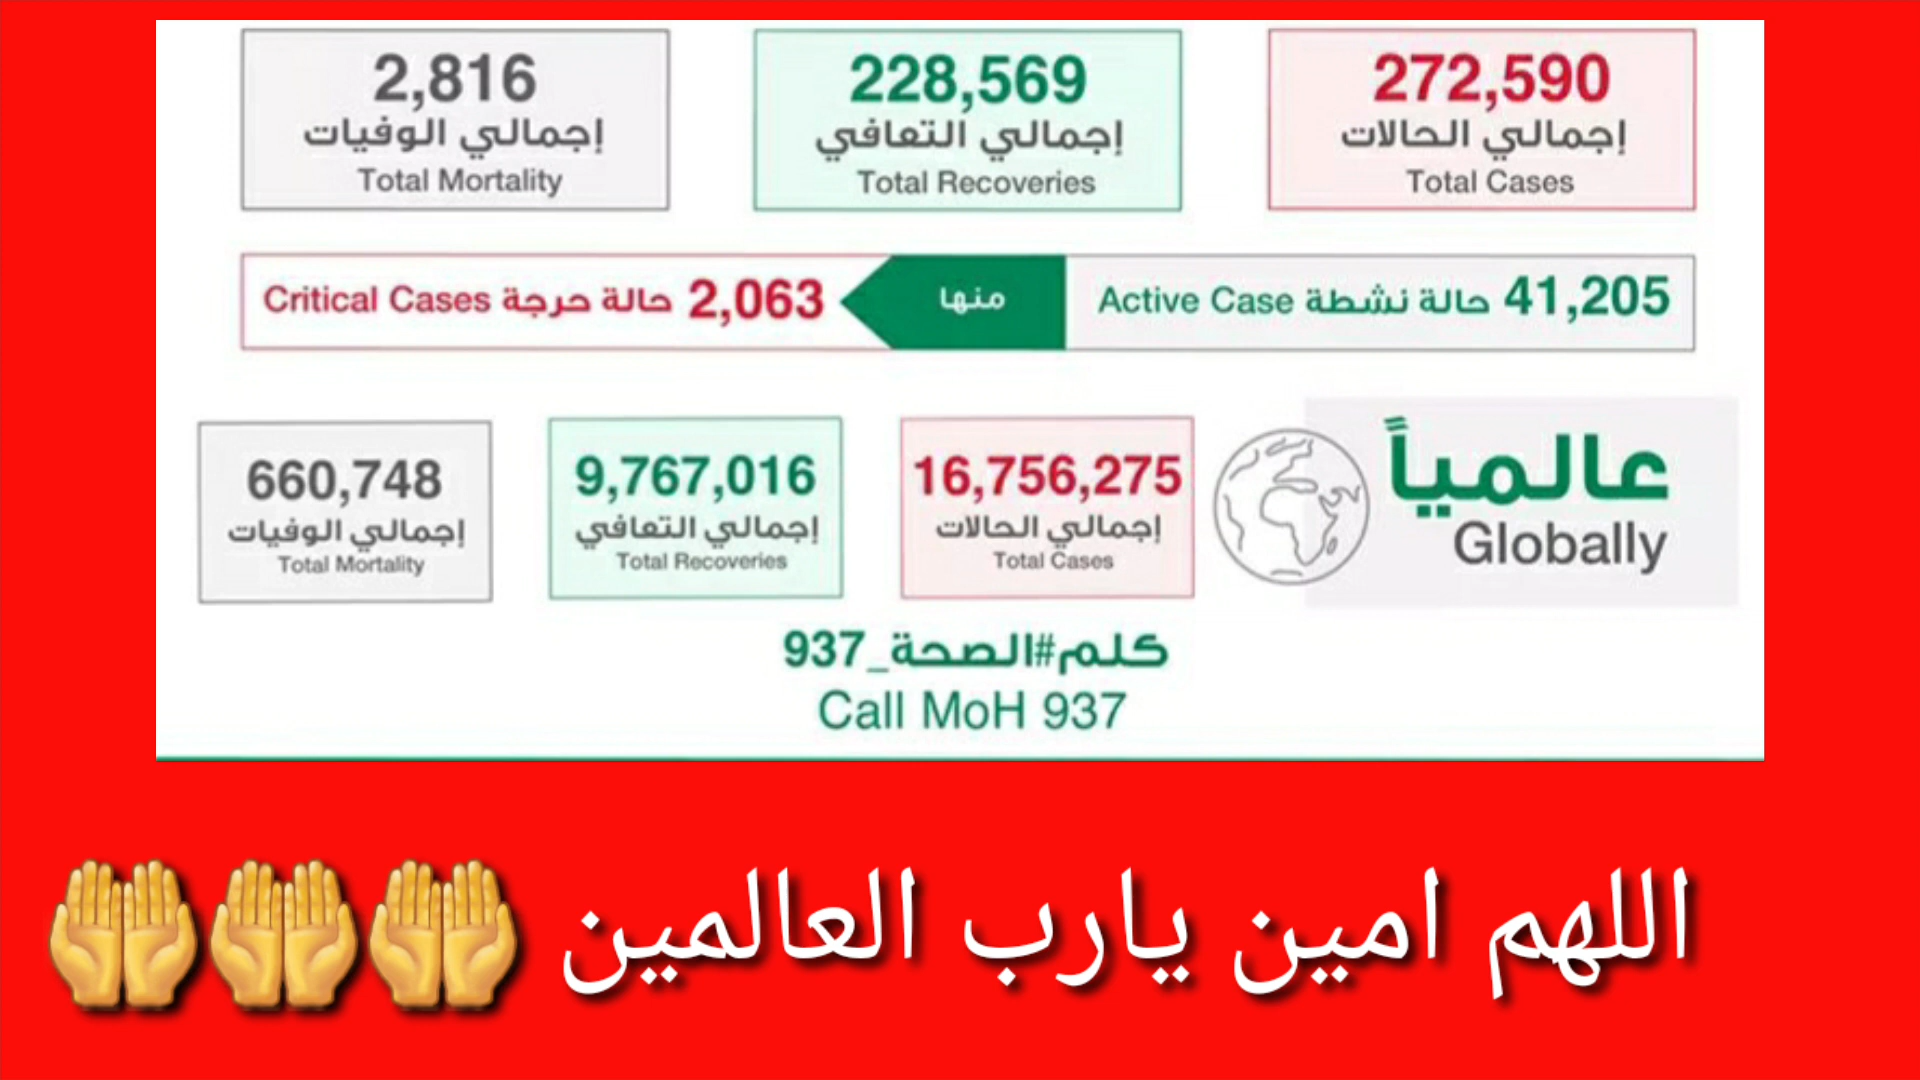 272,590
إجمالي الحالات
Total Cases
228,569
إجمالي التعافي
Total Recoveries
2,816
إجمالي الوفيات
Total Mortality
41,205 حالة نشطة Active Case
منها
2,063 حالة حرجة Critical Cases
عالمياً
Globally
16,756,275
إجمالي الحالات
Total Cases
9,767,016
إجمالي التعافي
Total Recoveries
660,748
إجمالي الوفيات
Total Mortality
كلم#الصحة_937
Call MoH 937
اللهم امين يارب العالمين 🤲🤲🤲